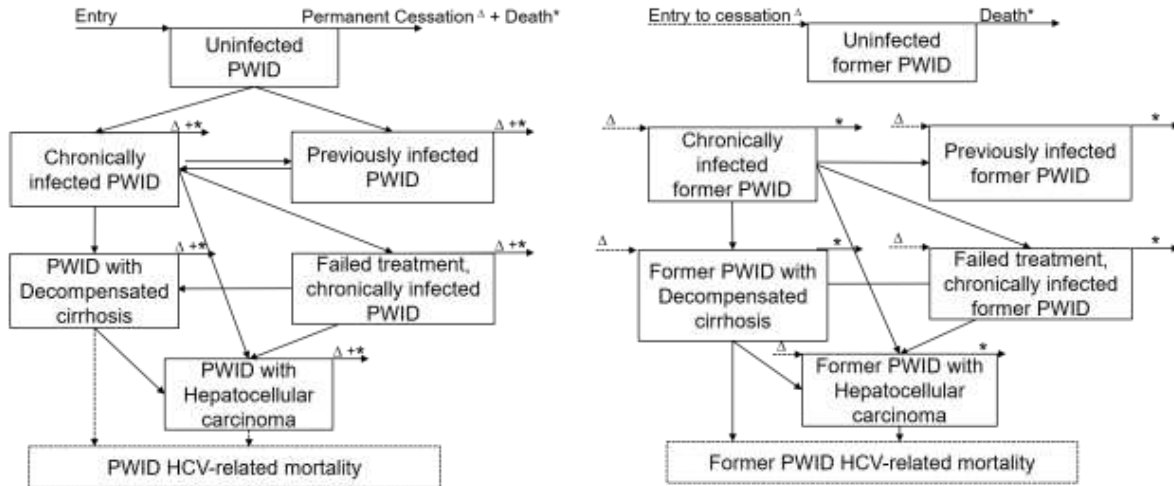 Entry
Permanent Cessation Δ + Death*
Uninfected
PWID
Δ +*
Δ +*
Chronically
infected PWID
Previously infected
PWID
Δ +*
Δ +*
PWID with
Decompensated
cirrhosis
Failed treatment,
chronically infected
PWID
Δ +*
PWID with
Hepatocellular
carcinoma
PWID HCV-related mortality
Entry to cessation Δ
Death*
Uninfected
former PWID
Δ
*
Δ
*
Chronically
infected
former PWID
Previously infected
former PWID
Δ
*
Δ
*
Former PWID with
Decompensated
cirrhosis
Failed treatment,
chronically infected
former PWID
Δ
*
Former PWID with
Hepatocellular
carcinoma
Former PWID HCV-related mortality